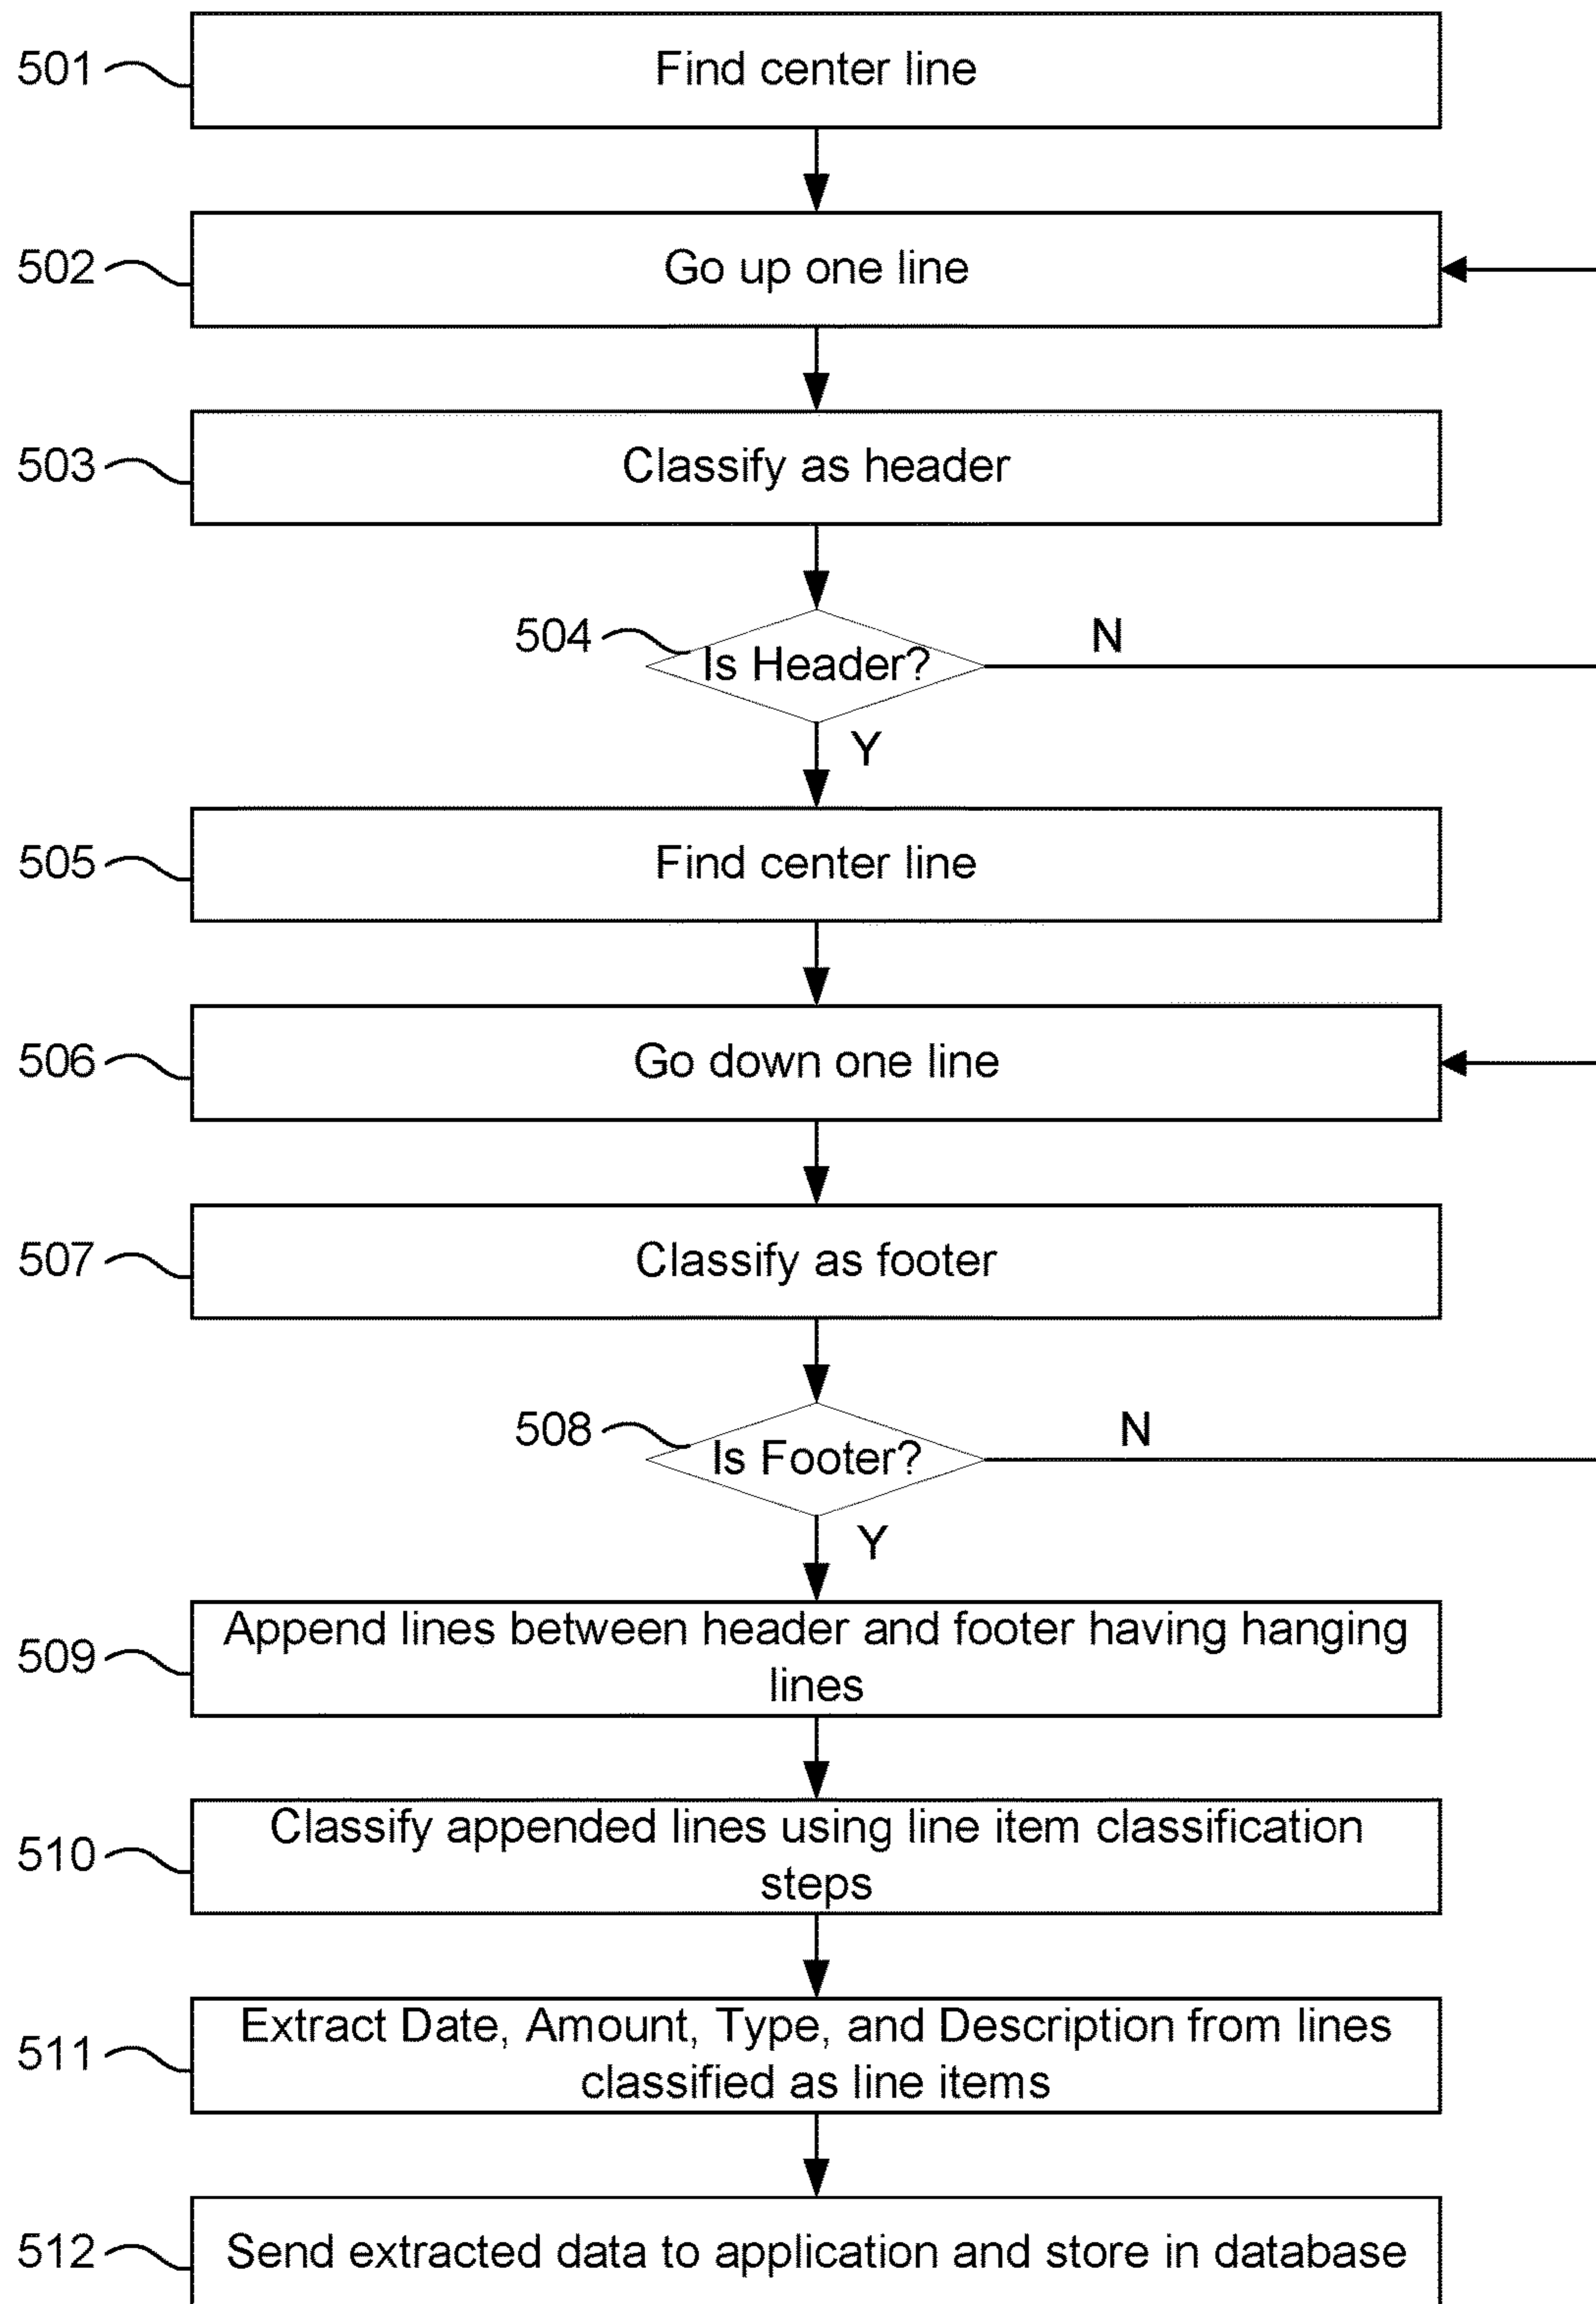 501
Find center line
502
Go up one line
503
Classify as header
504
Is Header?
N
Y
505
Find center line
506
Go down one line
507
Classify as footer
508
Is Footer?
N
Y
509
Append lines between header and footer having hanging
lines
510
Classify appended lines using line item classification
steps
511
Extract Date, Amount, Type, and Description from lines
classified as line items
512
Send extracted data to application and store in database